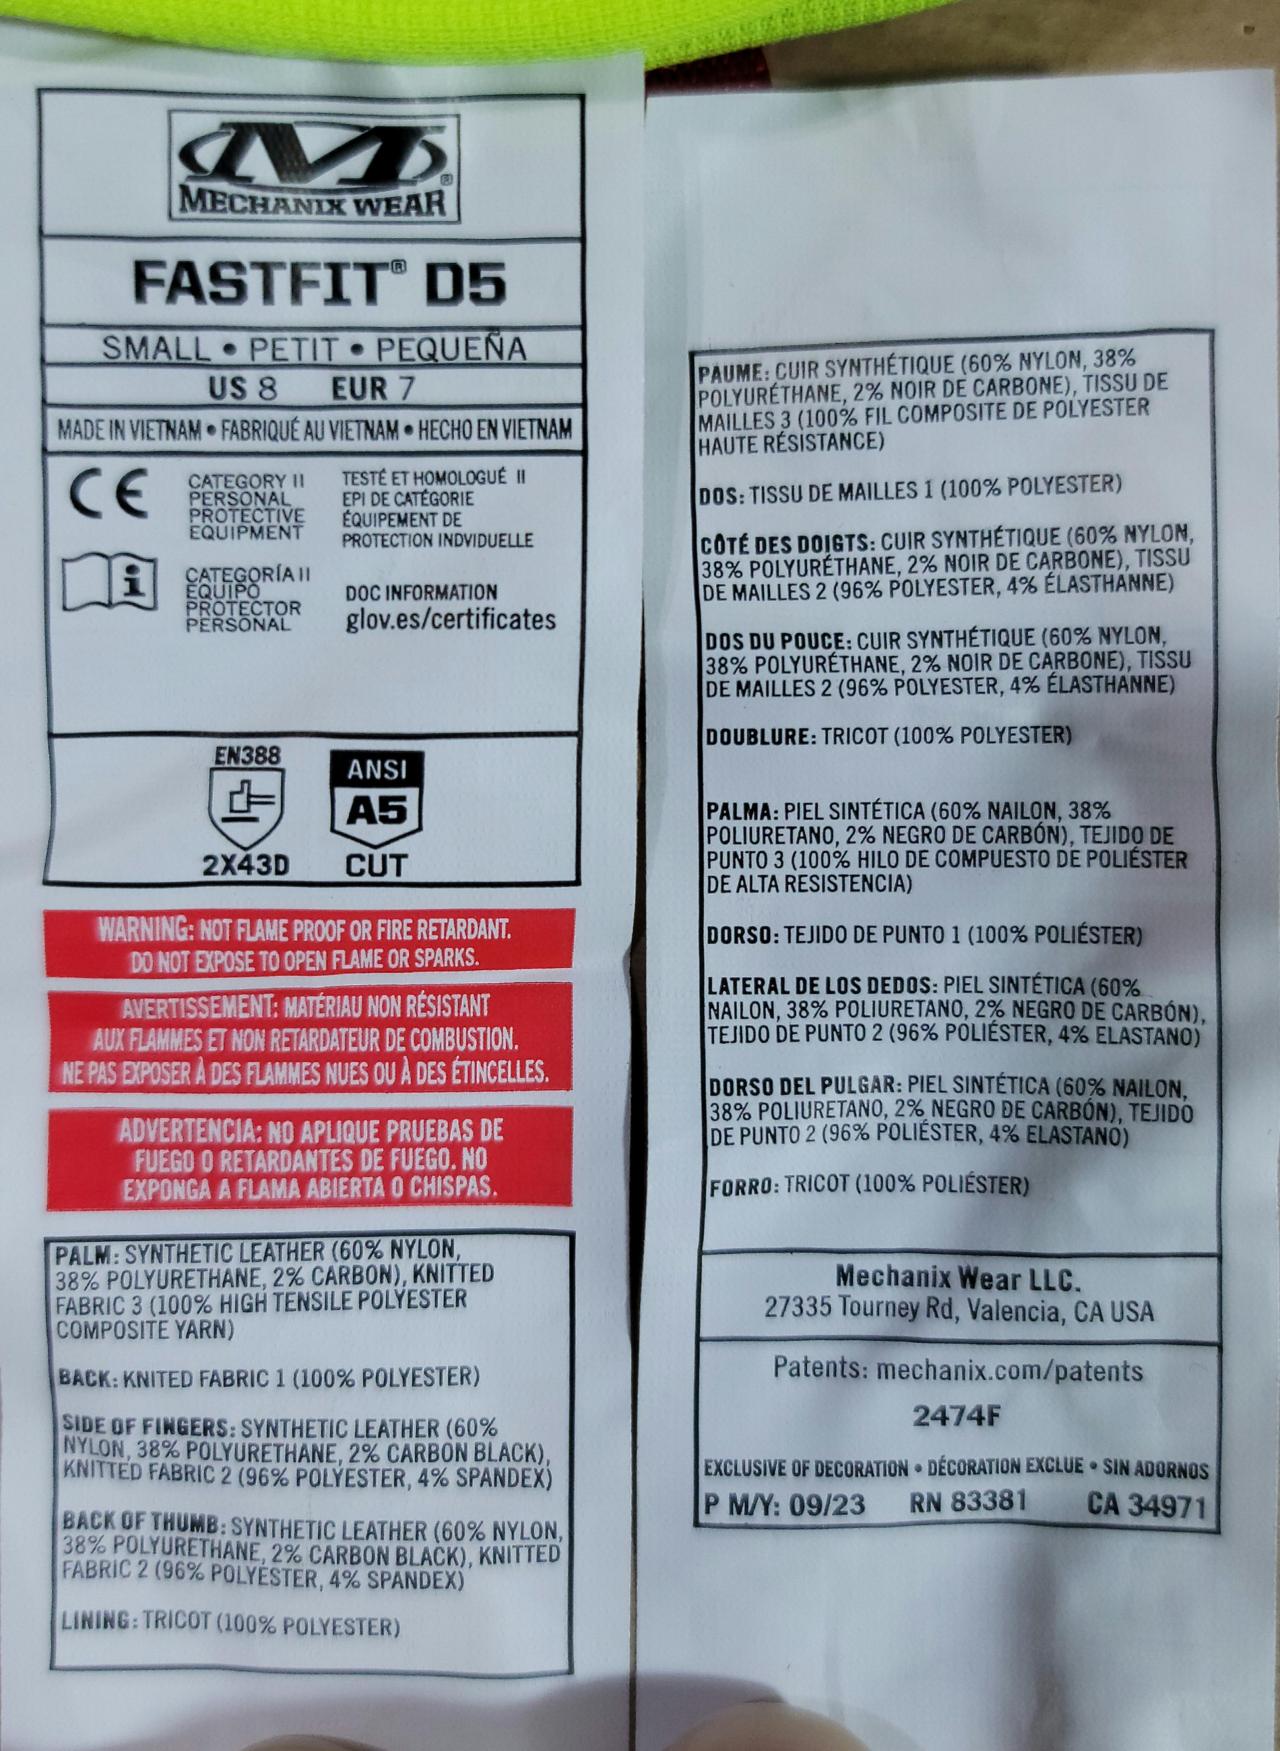 M®
MECHANIX WEAR
FASTFIT® D5
SMALL • PETIT • PEQUEÑA
US 8 EUR 7
MADE IN VIETNAM • FABRIQUÉ AU VIETNAM • HECHO EN VIETNAM
CE
CATEGORY II
PERSONAL
PROTECTIVE
EQUIPMENT
TESTÉ ET HOMOLOGUÉ II
EPI DE CATÉGORIE
ÉQUIPEMENT DE
PROTECTION INDVIDUELLE
i
CATEGORÍA II
EQUIPO
PROTECTOR
PERSONAL
DOC INFORMATION
glov.es/certificates
EN388
2X43D
ANSI
A5
CUT
WARNING: NOT FLAME PROOF OR FIRE RETARDANT.
DO NOT EXPOSE TO OPEN FLAME OR SPARKS.
AVERTISSEMENT: MATÉRIAU NON RÉSISTANT
AUX FLAMMES ET NON RETARDATEUR DE COMBUSTION.
NE PAS EXPOSER À DES FLAMMES NUES OU À DES ÉTINCELLES.
ADVERTENCIA: NO APLIQUE PRUEBAS DE
FUEGO O RETARDANTES DE FUEGO. NO
EXPONGA A FLAMA ABIERTA O CHISPAS.
PALM: SYNTHETIC LEATHER (60% NYLON,
38% POLYURETHANE, 2% CARBON), KNITTED
FABRIC 3 (100% HIGH TENSILE POLYESTER
COMPOSITE YARN)
BACK: KNITED FABRIC 1 (100% POLYESTER)
SIDE OF FINGERS: SYNTHETIC LEATHER (60%
NYLON, 38% POLYURETHANE, 2% CARBON BLACK),
KNITTED FABRIC 2 (96% POLYESTER, 4% SPANDEX)
BACK OF THUMB: SYNTHETIC LEATHER (60% NYLON,
38% POLYURETHANE, 2% CARBON BLACK), KNITTED
FABRIC 2 (96% POLYESTER, 4% SPANDEX)
LINING: TRICOT (100% POLYESTER)
PAUME: CUIR SYNTHÉTIQUE (60% NYLON, 38%
POLYURÉTHANE, 2% NOIR DE CARBONE), TISSU DE
MAILLES 3 (100% FIL COMPOSITE DE POLYESTER
HAUTE RÉSISTANCE)
DOS: TISSU DE MAILLES 1 (100% POLYESTER)
CÔTÉ DES DOIGTS: CUIR SYNTHÉTIQUE (60% NYLON,
38% POLYURÉTHANE, 2% NOIR DE CARBONE), TISSU
DE MAILLES 2 (96% POLYESTER, 4% ÉLASTHANNE)
DOS DU POUCE: CUIR SYNTHÉTIQUE (60% NYLON,
38% POLYURÉTHANE, 2% NOIR DE CARBONE), TISSU
DE MAILLES 2 (96% POLYESTER, 4% ÉLASTHANNE)
DOUBLURE: TRICOT (100% POLYESTER)
PALMA: PIEL SINTÉTICA (60% NAILON, 38%
POLIURETANO, 2% NEGRO DE CARBÓN), TEJIDO DE
PUNTO 3 (100% HILO DE COMPUESTO DE POLIÉSTER
DE ALTA RESISTENCIA)
DORSO: TEJIDO DE PUNTO 1 (100% POLIÉSTER)
LATERAL DE LOS DEDOS: PIEL SINTÉTICA (60%
NAILON, 38% POLIURETANO, 2% NEGRO DE CARBÓN),
TEJIDO DE PUNTO 2 (96% POLIÉSTER, 4% ELASTANO)
DORSO DEL PULGAR: PIEL SINTÉTICA (60% NAILON,
38% POLIURETANO, 2% NEGRO DE CARBÓN), TEJIDO
DE PUNTO 2 (96% POLIÉSTER, 4% ELASTANO)
FORRO: TRICOT (100% POLIÉSTER)
Mechanix Wear LLC.
27335 Tourney Rd, Valencia, CA USA
Patents: mechanix.com/patents
2474F
EXCLUSIVE OF DECORATION • DÉCORATION EXCLUE • SIN ADORNOS
P M/Y: 09/23 RN 83381 CA 34971